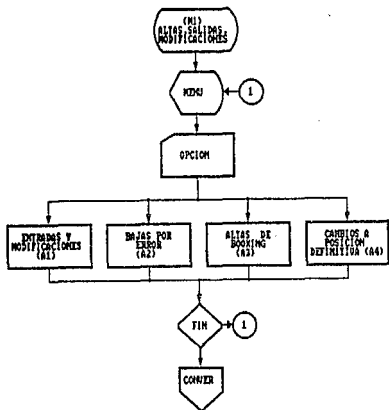 (M1)
ALTAS,SALIDAS,
MODIFICACIONES
MENU
1
OPCION
ENTRADAS Y
MODIFICACIONES
(A1)
BAJAS POR
ERROR
(A2)
ALTAS DE
BOOKING
(A3)
CAMBIOS A
POSICION
DEFINITIVA (A4)
FIN
1
CONVER